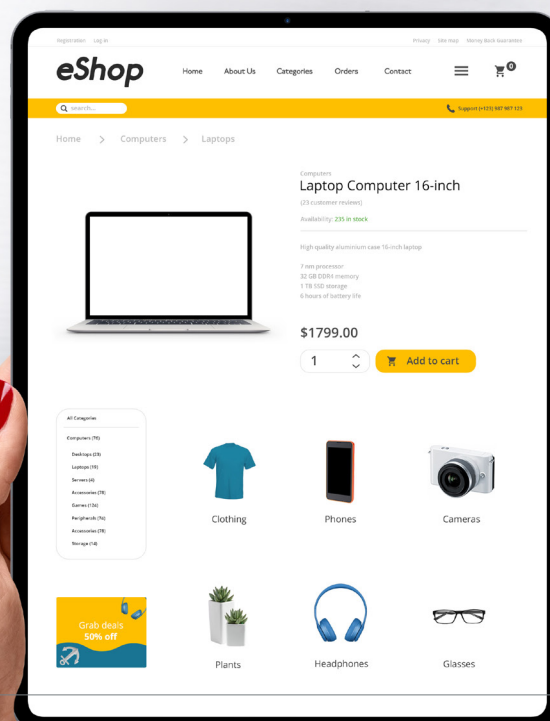 Registration Log in Privacy Site map Money Back Guarantee
eShop Home About Us Categories Orders Contact 0
search... Support (+123) 987 987 123
Home > Computers > Laptops
Computers
Laptop Computer 16-inch
(23 customer reviews)
Availability: 235 in stock
High quality aluminium case 16-inch laptop
7 nm processor
32 GB DDR4 memory
1 TB SSD storage
6 hours of battery life
$1799.00
1 Add to cart
All Categories
Computers (70)
Desktops (23)
Laptops (19)
Servers (4)
Accessories (78)
Games (126)
Peripherals (76)
Accessories (78)
Storage (14)
Clothing Phones Cameras
Grab deals
50% off
Plants Headphones Glasses